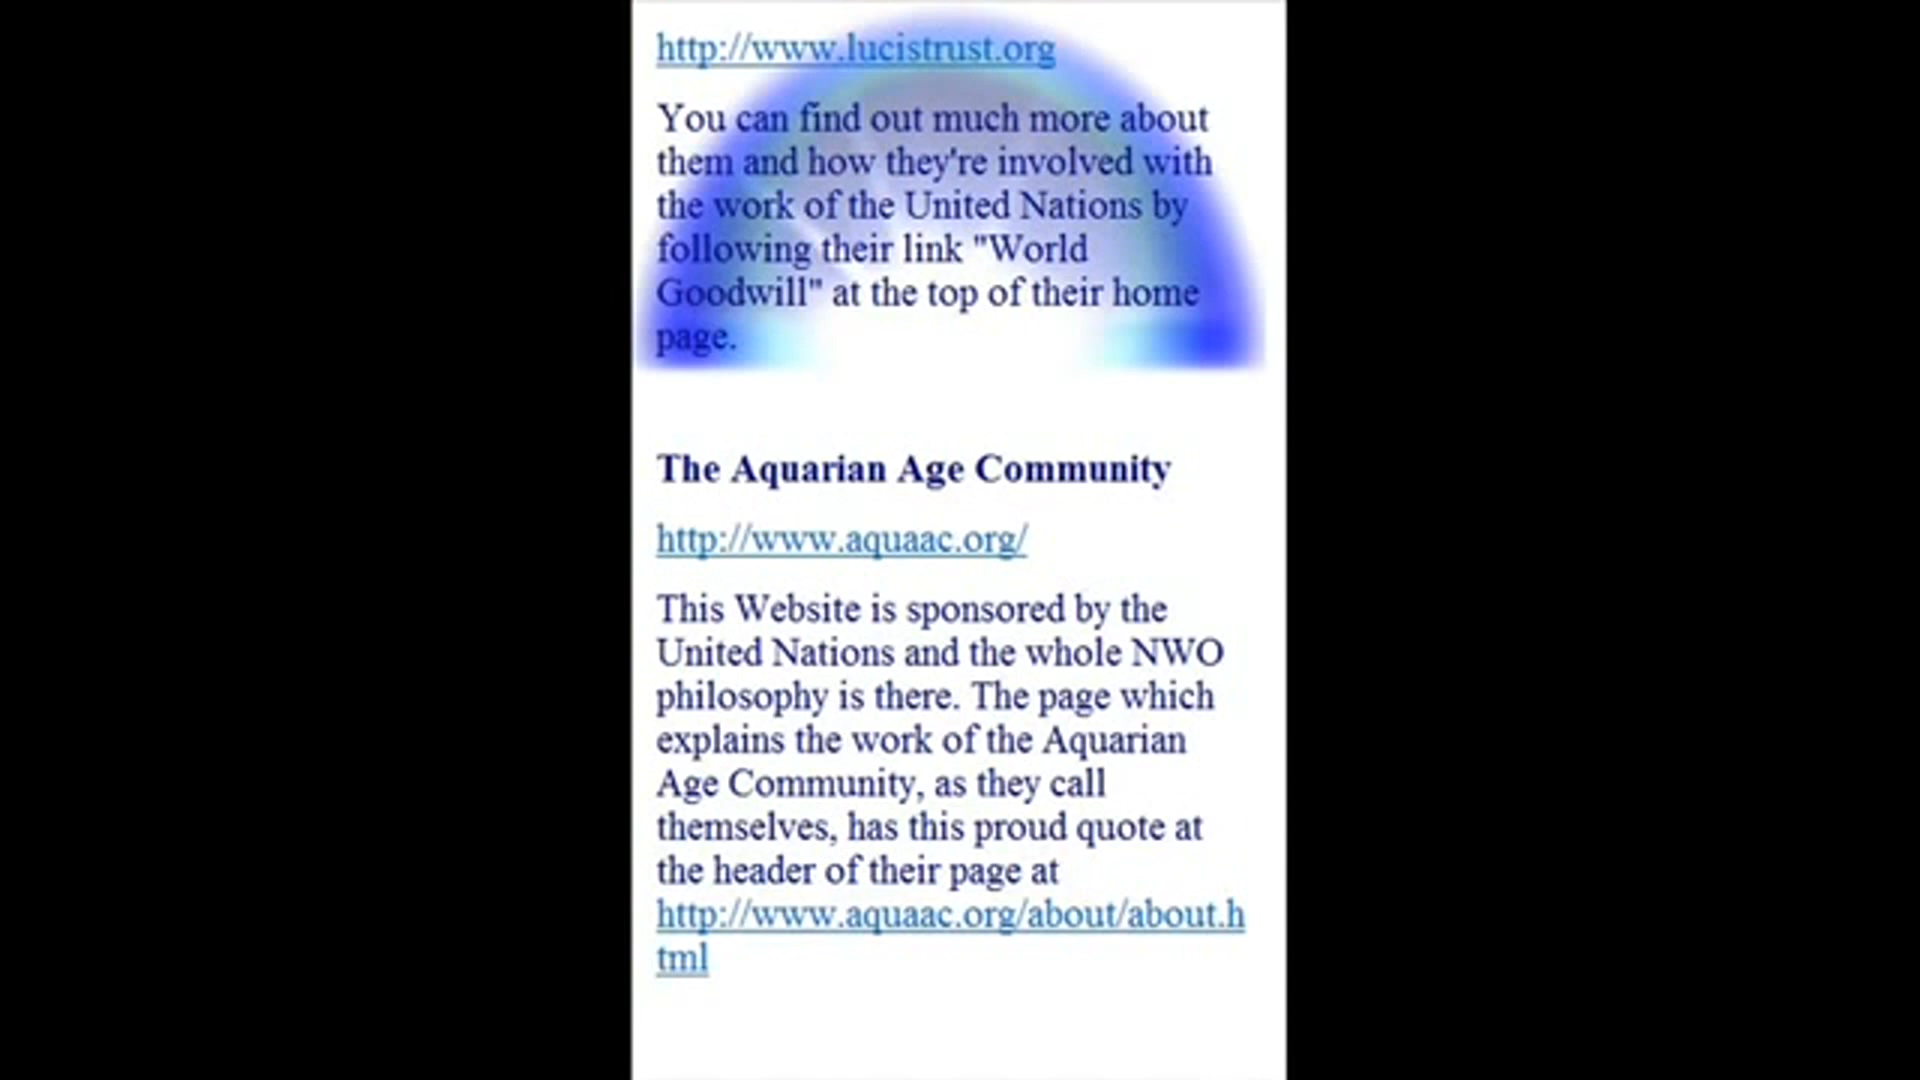 http://www.lucistrust.org
You can find out much more about
them and how they're involved with
the work of the United Nations by
following their link "World
Goodwill" at the top of their home
page.
The Aquarian Age Community
http://www.aquaac.org/
This Website is sponsored by the
United Nations and the whole NWO
philosophy is there. The page which
explains the work of the Aquarian
Age Community, as they call
themselves, has this proud quote at
the header of their page at
http://www.aquaac.org/about/about.h
tml